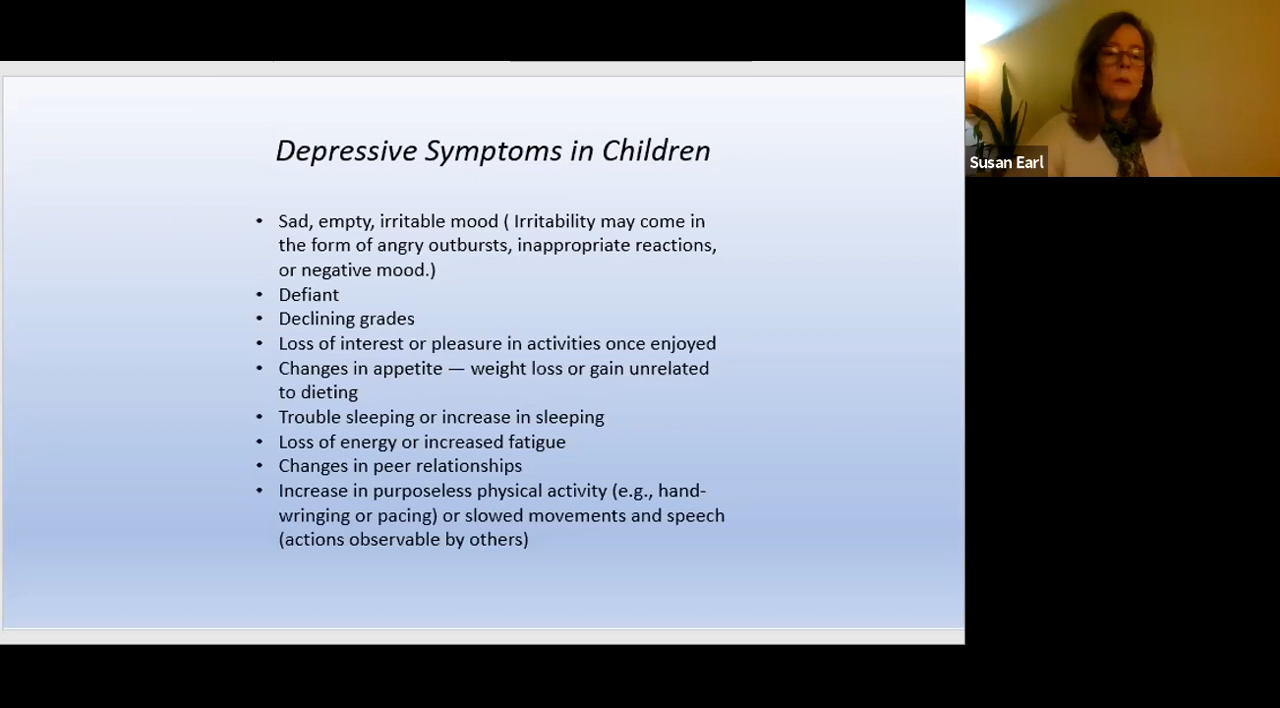 Depressive Symptoms in Children
• Sad, empty, irritable mood ( Irritability may come in
the form of angry outbursts, inappropriate reactions,
or negative mood.)
• Defiant
• Declining grades
• Loss of interest or pleasure in activities once enjoyed
• Changes in appetite — weight loss or gain unrelated
to dieting
• Trouble sleeping or increase in sleeping
• Loss of energy or increased fatigue
• Changes in peer relationships
• Increase in purposeless physical activity (e.g., hand-
wringing or pacing) or slowed movements and speech
(actions observable by others)
Susan Earl